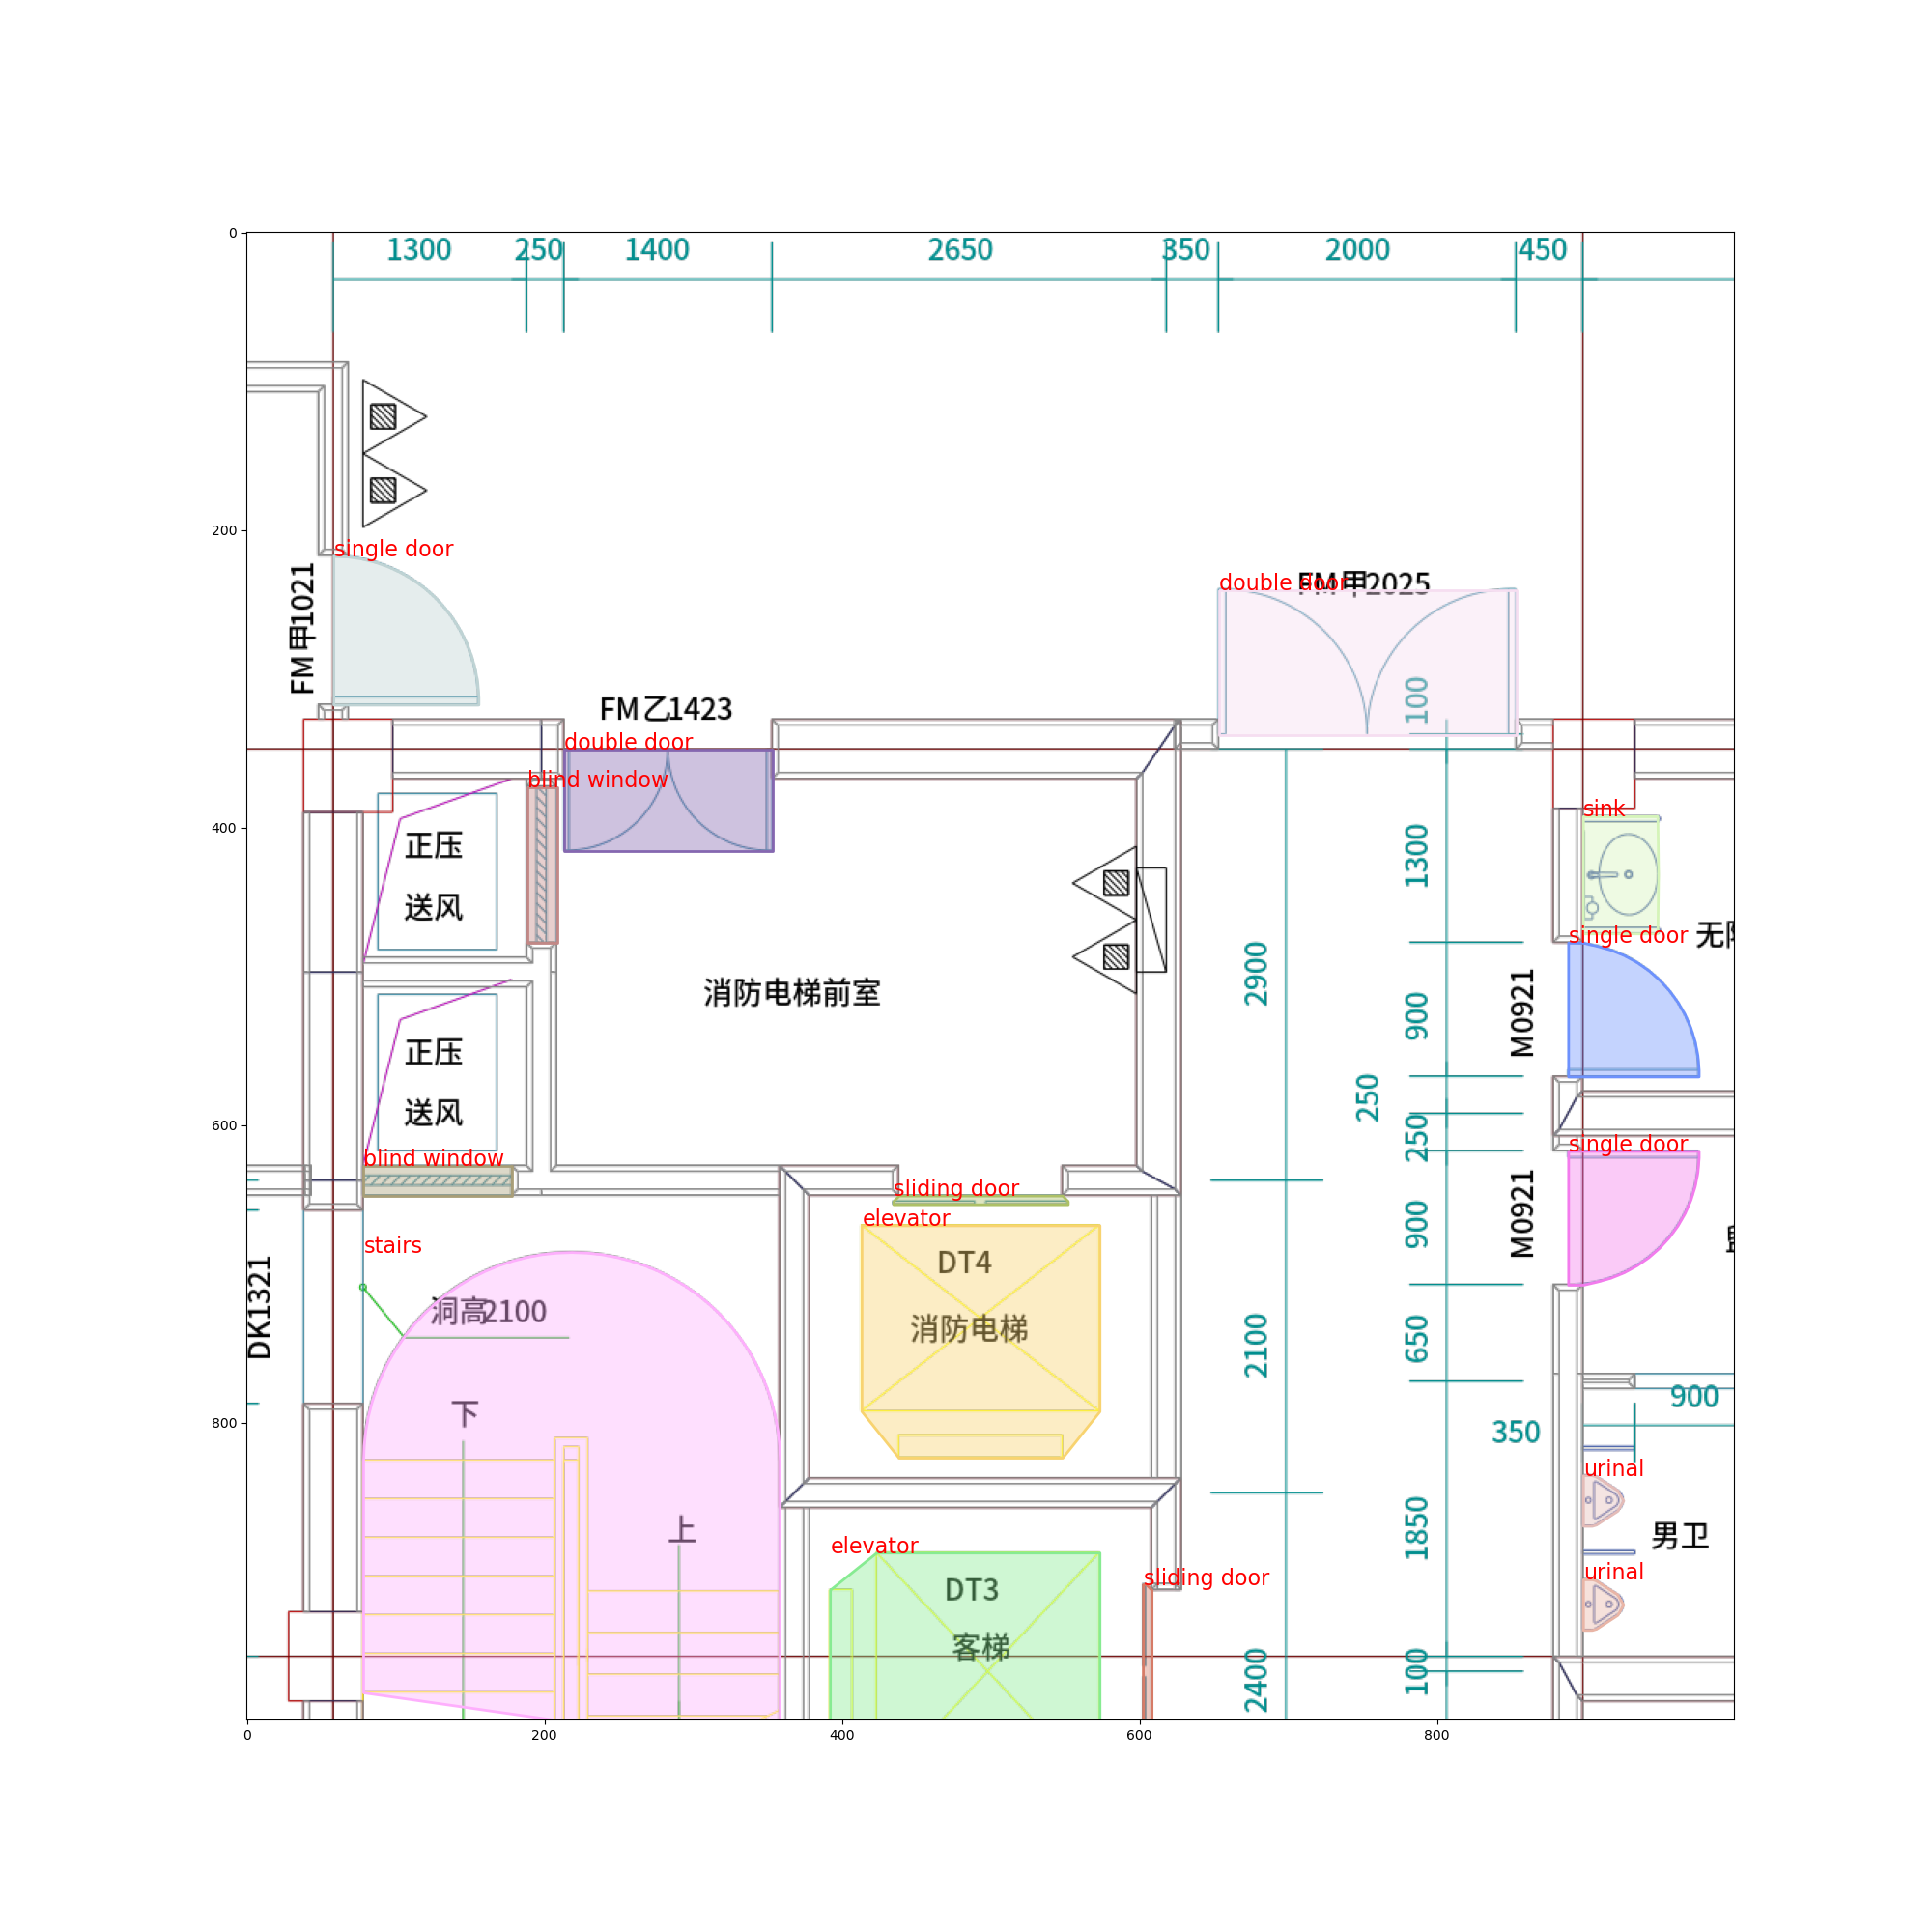 0
1300
250
1400
2650
350
2000
450
200
single door
FM甲1021
double door
FM甲2025
100
FM乙1423
double door
blind window
400
正压
送风
sink
1300
single door
消防电梯前室
2900
900
M0921
250
正压
送风
600
250
single door
blind window
sliding door
elevator
900
M0921
stairs
DK1321
洞高2100
DT4
消防电梯
2100
650
900
800
下
350
urinal
上
1850
男卫
elevator
DT3
客梯
sliding door
urinal
2400
100
0
200
400
600
800